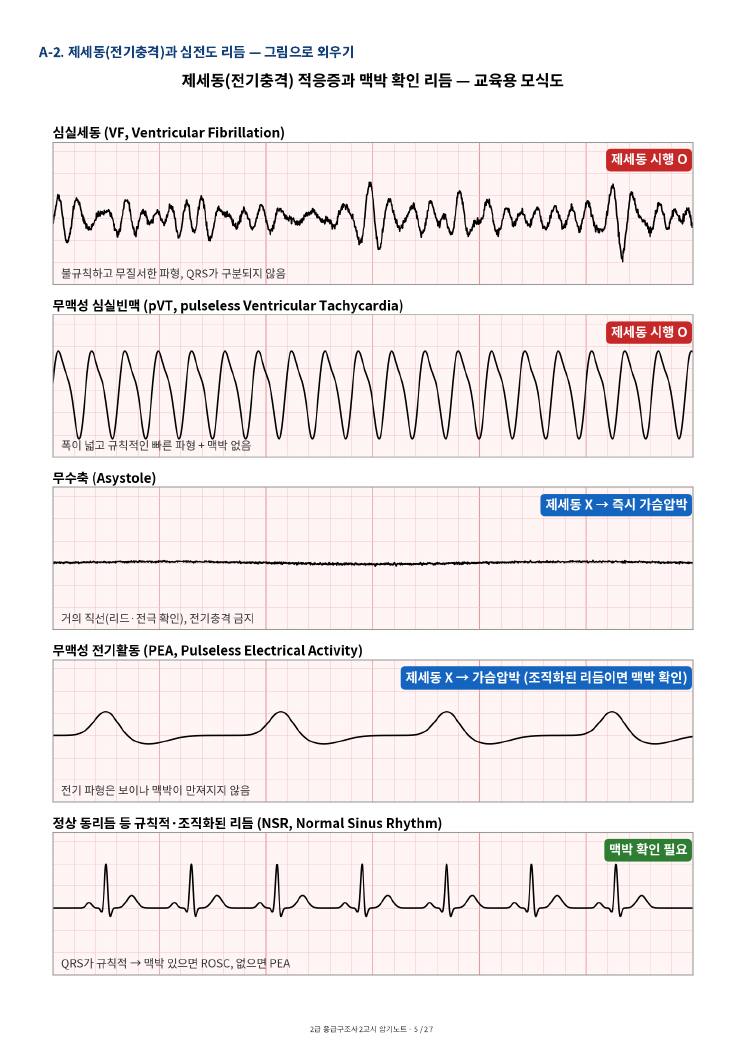 A-2. 제세동(전기충격)과 심전도 리듬 — 그림으로 외우기
제세동(전기충격) 적응증과 맥박 확인 리듬 — 교육용 모식도
심실세동 (VF, Ventricular Fibrillation)
제세동 시행 O
불규칙하고 무질서한 파형, QRS가 구분되지 않음
무맥성 심실빈맥 (pVT, pulseless Ventricular Tachycardia)
제세동 시행 O
폭이 넓고 규칙적인 빠른 파형 + 맥박 없음
무수축 (Asystole)
제세동 X → 즉시 가슴압박
거의 직선(리드·전극 확인), 전기충격 금지
무맥성 전기활동 (PEA, Pulseless Electrical Activity)
제세동 X → 가슴압박 (조직화된 리듬이면 맥박 확인)
전기 파형은 보이나 맥박이 만져지지 않음
정상 동리듬 등 규칙적·조직화된 리듬 (NSR, Normal Sinus Rhythm)
맥박 확인 필요
QRS가 규칙적 → 맥박 있으면 ROSC, 없으면 PEA
2급 응급구조사 2고시 암기노트 · 5 / 27